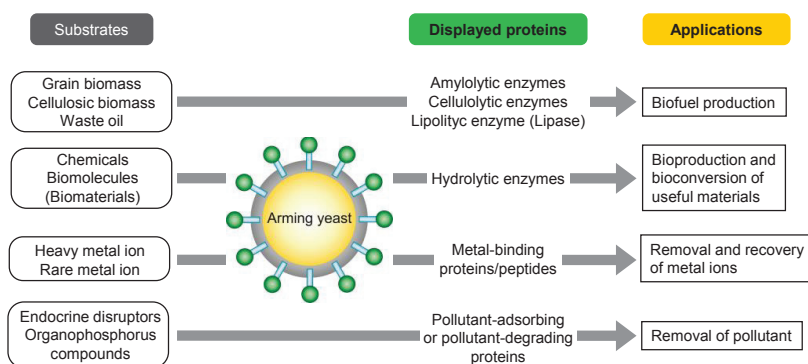 Substrates
Displayed proteins
Applications
Grain biomass
Cellulosic biomass
Waste oil
Amylolytic enzymes
Cellulolytic enzymes
Lipolityc enzyme (Lipase)
Biofuel production
Chemicals
Biomolecules
(Biomaterials)
Arming yeast
Hydrolytic enzymes
Bioproduction and
bioconversion of
useful materials
Heavy metal ion
Rare metal ion
Metal-binding
proteins/peptides
Removal and recovery
of metal ions
Endocrine disruptors
Organophosphorus
compounds
Pollutant-adsorbing
or pollutant-degrading
proteins
Removal of pollutant